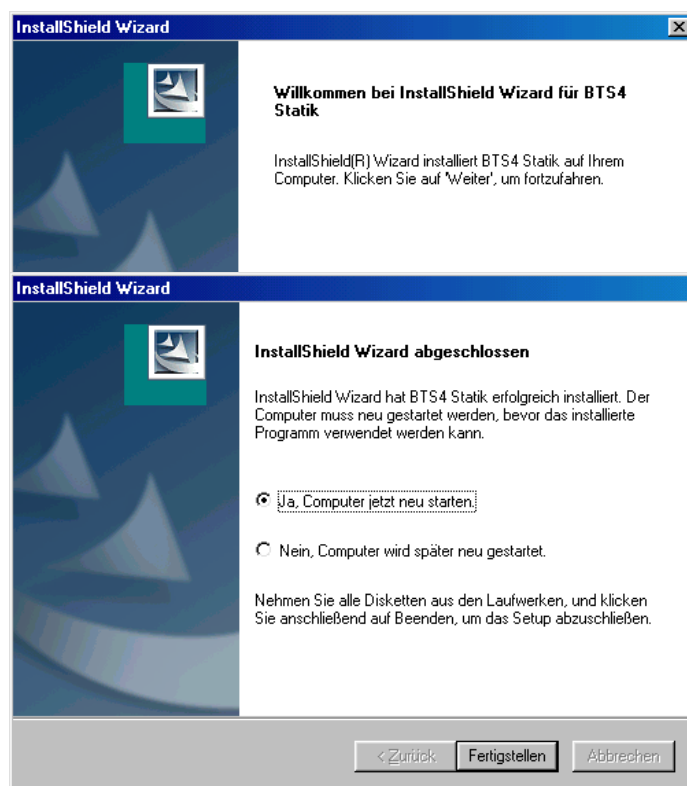 InstallShield Wizard
Willkommen bei InstallShield Wizard für BTS4
Statik
InstallShield(R) Wizard installiert BTS4 Statik auf Ihrem
Computer. Klicken Sie auf 'Weiter', um fortzufahren.
InstallShield Wizard
InstallShield Wizard abgeschlossen
InstallShield Wizard hat BTS4 Statik erfolgreich installiert. Der
Computer muss neu gestartet werden, bevor das installierte
Programm verwendet werden kann.
Ja, Computer jetzt neu starten.
Nein, Computer wird später neu gestartet.
Nehmen Sie alle Disketten aus den Laufwerken, und klicken
Sie anschließend auf Beenden, um das Setup abzuschließen.
< Zurück Fertigstellen Abbrechen